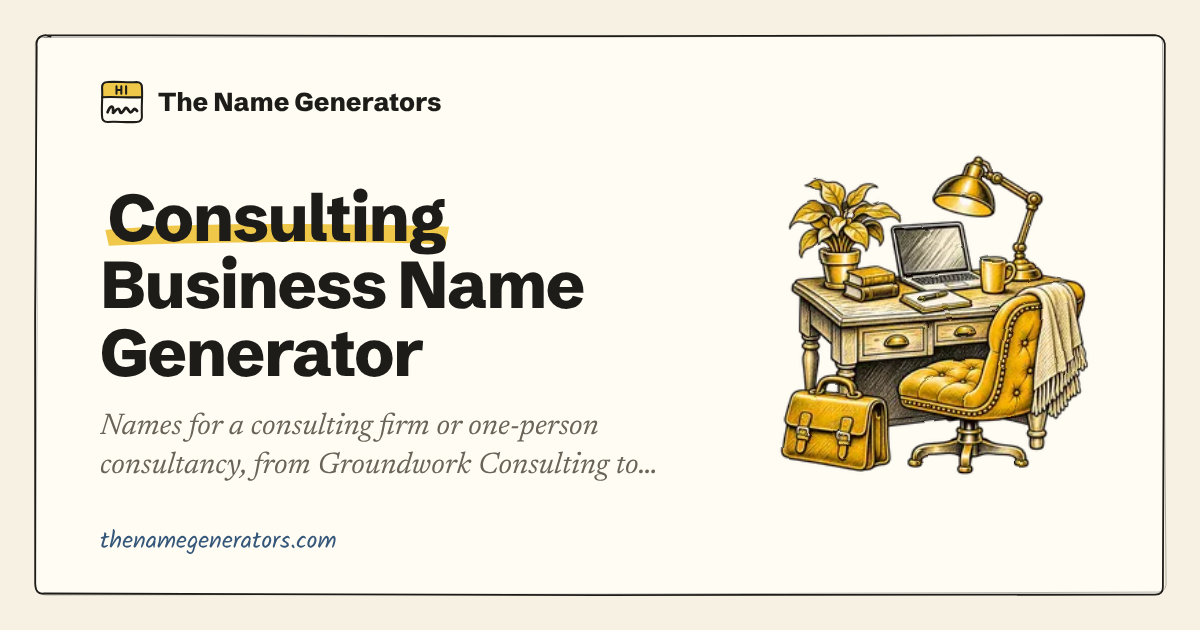 HI
The Name Generators
Consulting
Business Name
Generator
Names for a consulting firm or one-person
consultancy, from Groundwork Consulting to...
thenamegenerators.com